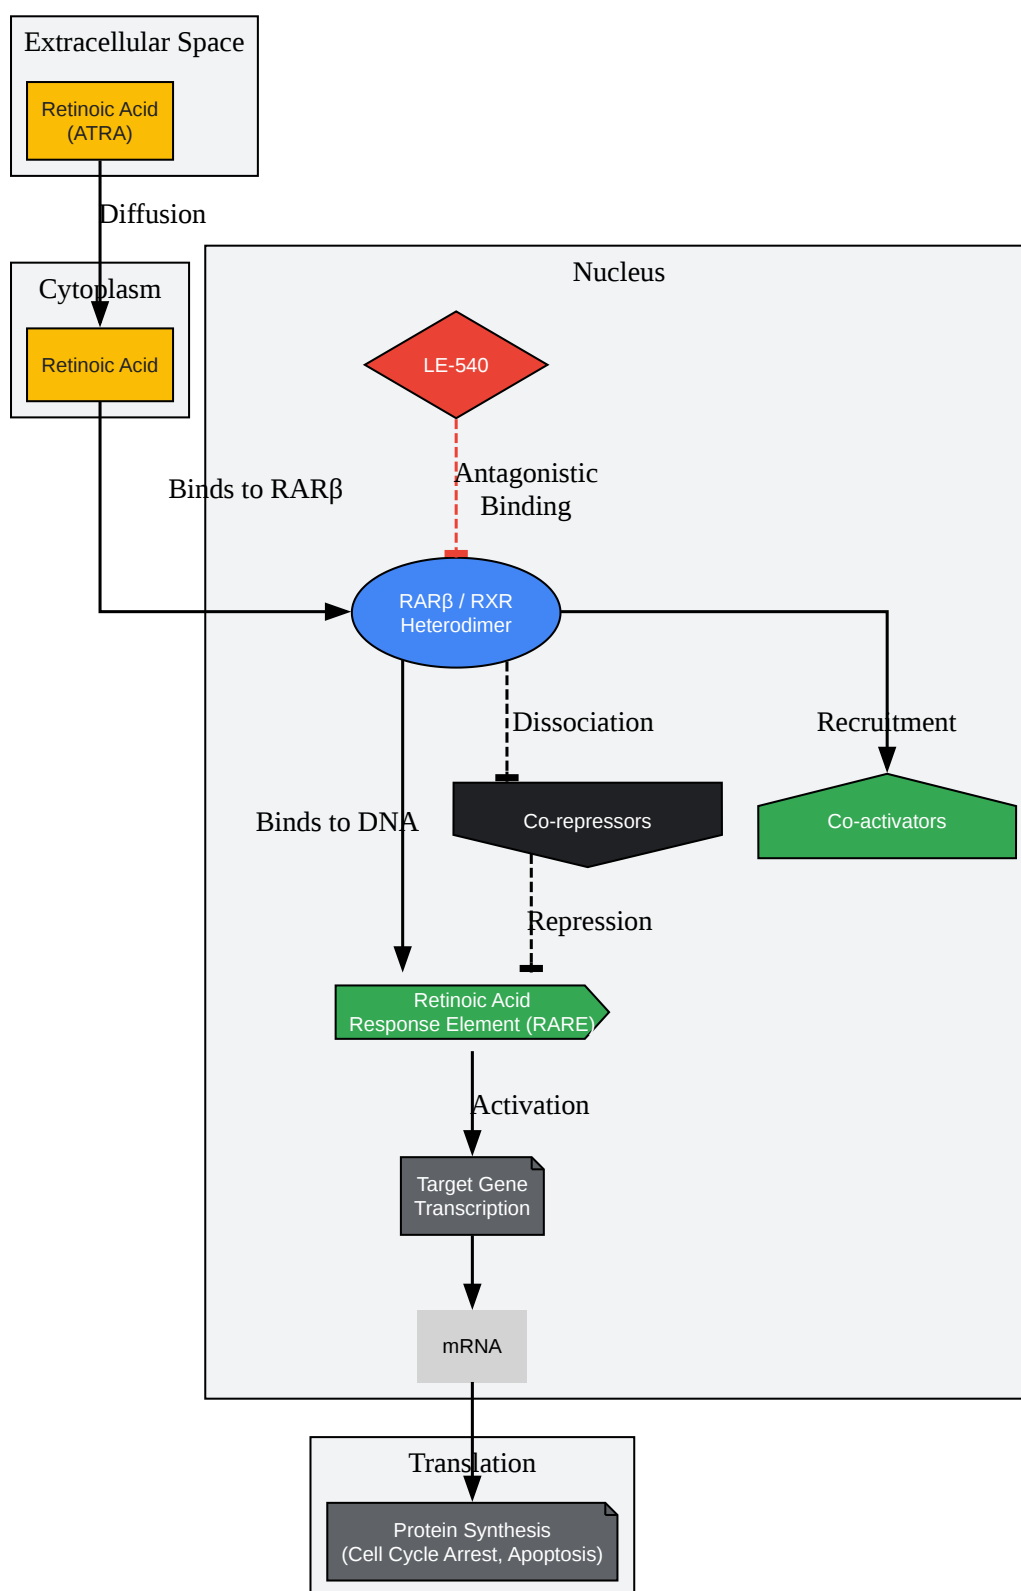 Extracellular Space
Retinoic Acid
(ATRA)
Diffusion
Nucleus
Cytoplasm
Retinoic Acid
LE-540
Antagonistic
Binding
Binds to RARβ
RARβ / RXR
Heterodimer
Dissociation
Recruitment
Binds to DNA
Co-repressors
Co-activators
Repression
Retinoic Acid
Response Element (RARE)
Activation
Target Gene
Transcription
mRNA
Translation
Protein Synthesis
(Cell Cycle Arrest, Apoptosis)